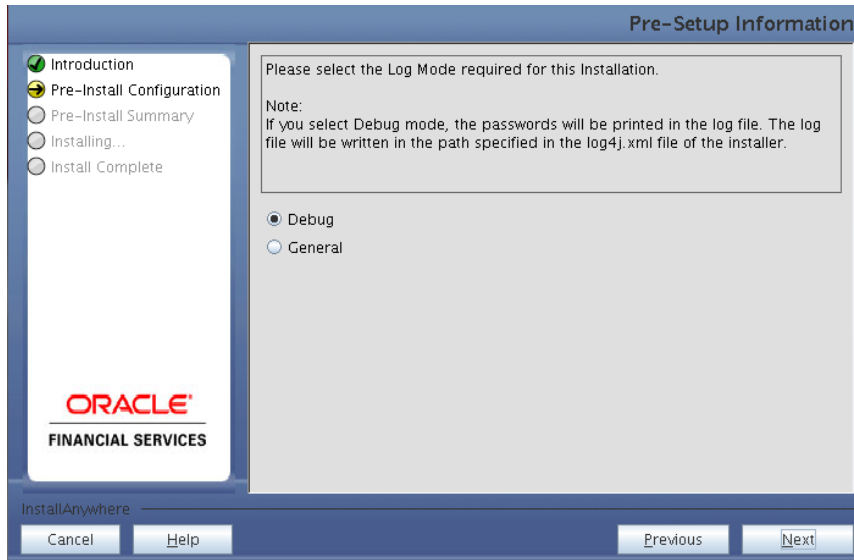 Pre-Setup Information
Introduction
Pre-Install Configuration
Pre-Install Summary
Installing...
Install Complete
Please select the Log Mode required for this Installation.
Note:
If you select Debug mode, the passwords will be printed in the log file. The log
file will be written in the path specified in the log4j.xml file of the installer.
Debug
General
ORACLE
FINANCIAL SERVICES
InstallAnywhere
Cancel
Help
Previous
Next